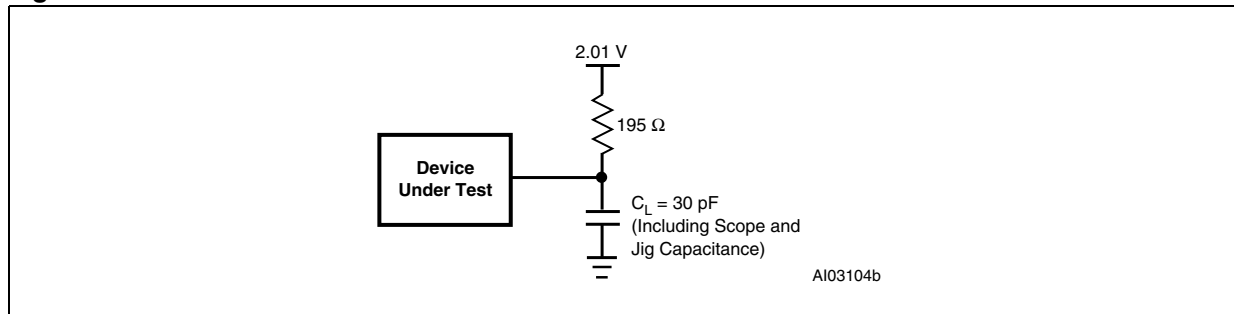 2.01 V
195 Ω
Device
Under Test
C_L = 30 pF
(Including Scope and
Jig Capacitance)
AI03104b